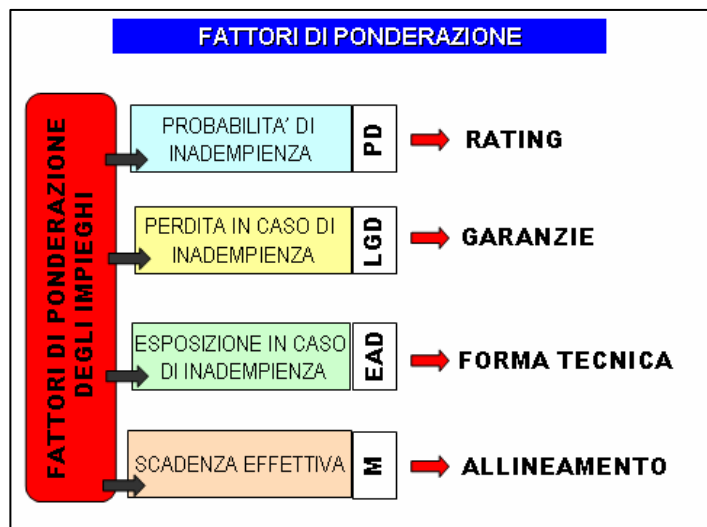 FATTORI DI PONDERAZIONE
FATTORI DI PONDERAZIONE
DEGLI IMPIEGHI
PROBABILITA’ DI
INADEMPIENZA
PD
RATING
PERDITA IN CASO DI
INADEMPIENZA
LGD
GARANZIE
ESPOSIZIONE IN CASO
DI INADEMPIENZA
EAD
FORMA TECNICA
SCADENZA EFFETTIVA
M
ALLINEAMENTO